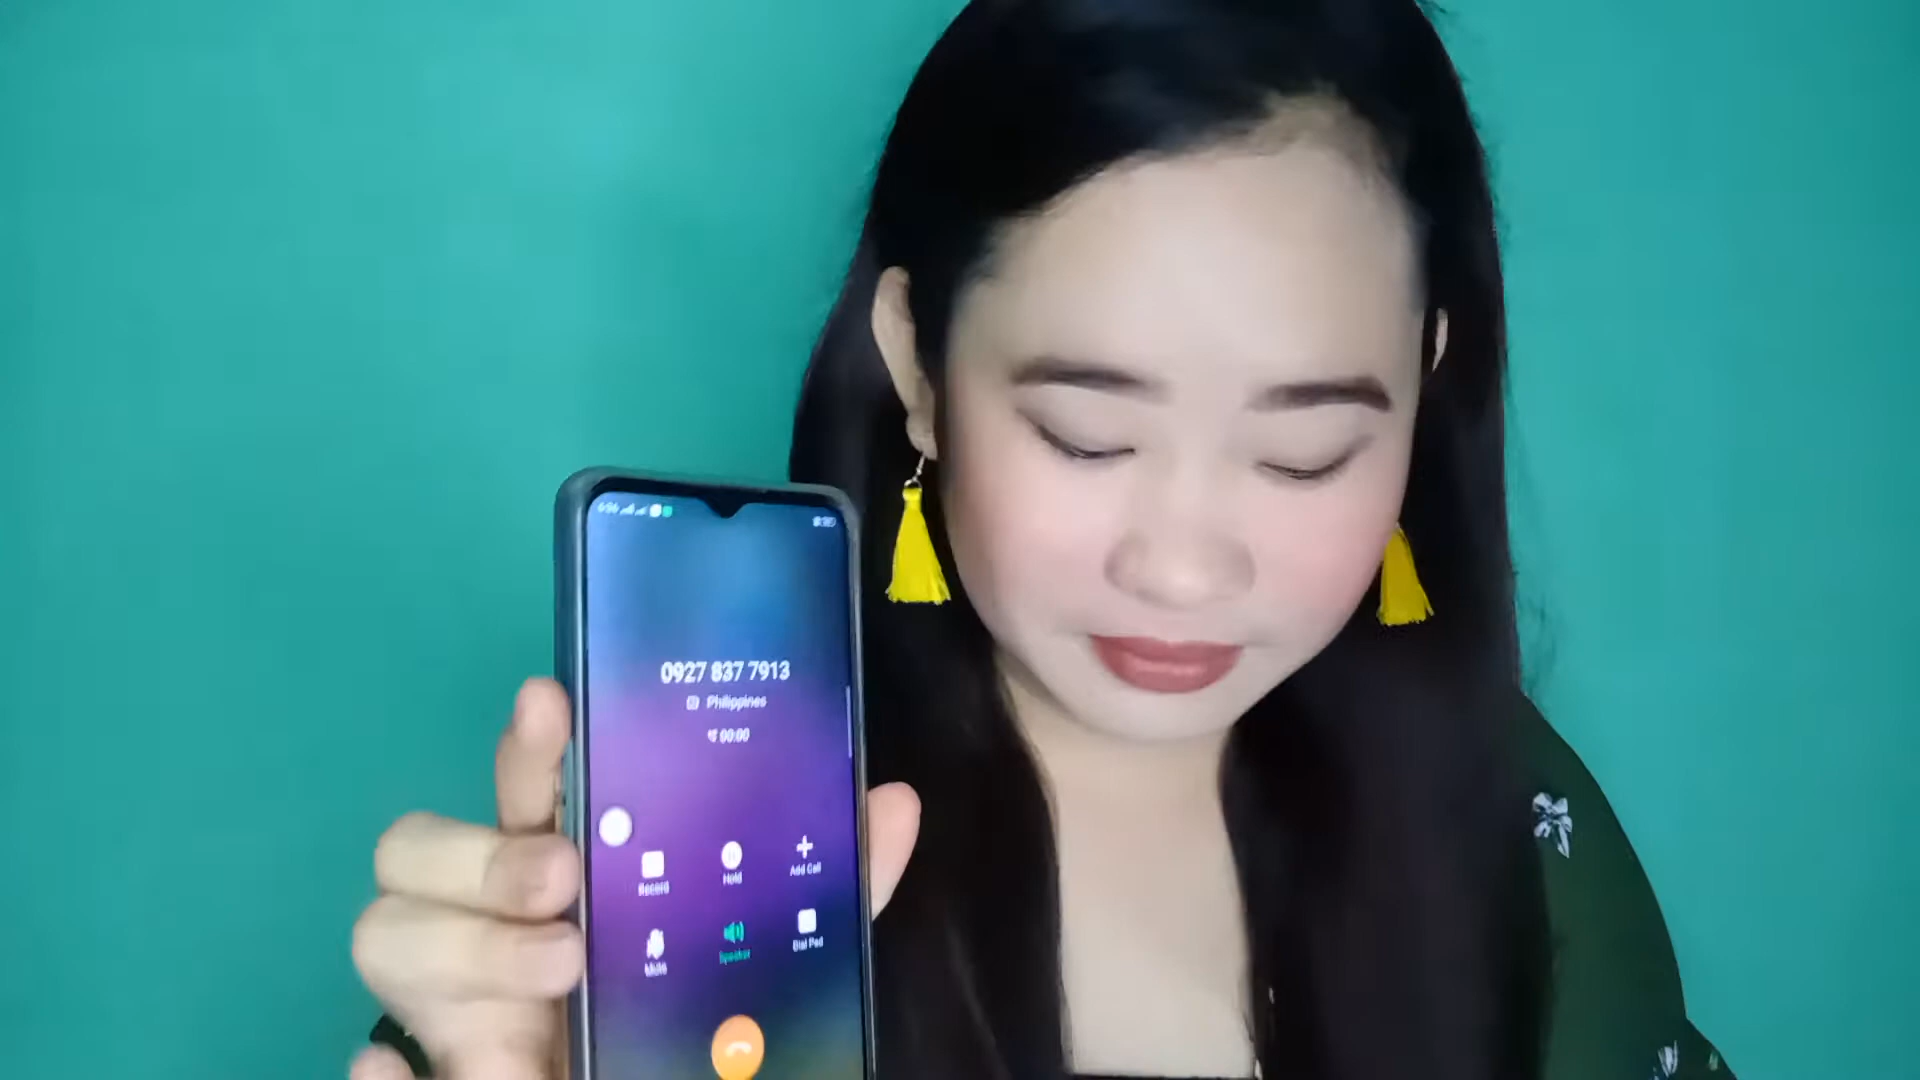 0927 837 7913
Philippines
00:00
Record
Hold
Add Call
Mute
Speaker
Dial Pad